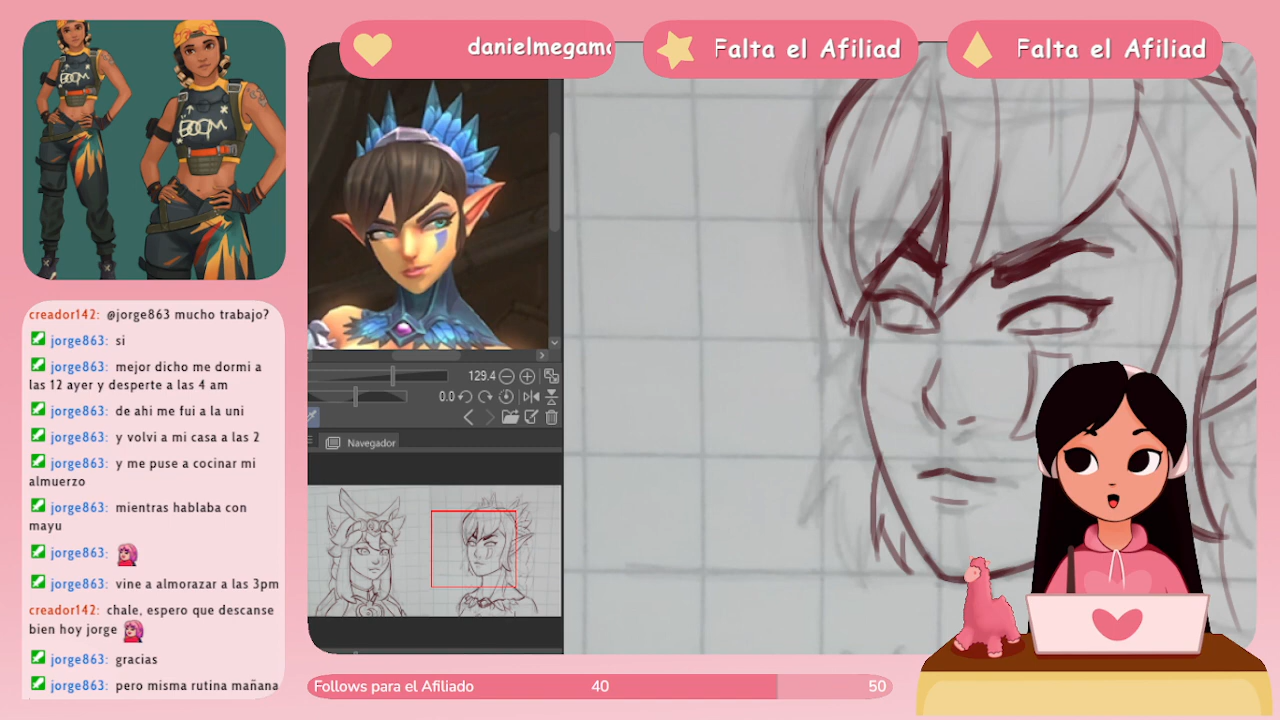 danielmegam
Falta el Afiliad
Falta el Afiliad
BOOM
BOOM
creador142: @jorge863 mucho trabajo?
jorge863: si
jorge863: mejor dicho me dormi a
las 12 ayer y desperte a las 4 am
jorge863: de ahi me fui a la uni
jorge863: y volvi a mi casa a las 2
jorge863: y me puse a cocinar mi
almuerzo
jorge863: mientras hablaba con
mayu
jorge863:
jorge863: vine a almorazar a las 3pm
creador142: chale, espero que descanse
bien hoy jorge
jorge863: gracias
jorge863: pero misma rutina mañana
129.4
0.0
Navegador
Follows para el Afiliado 40 50